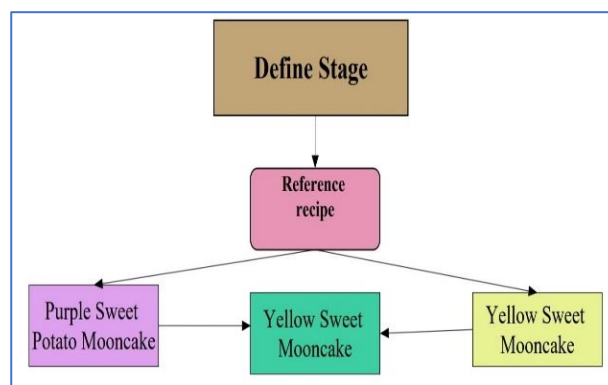 Define Stage
Reference
recipe
Purple Sweet
Potato Mooncake
Yellow Sweet
Mooncake
Yellow Sweet
Mooncake